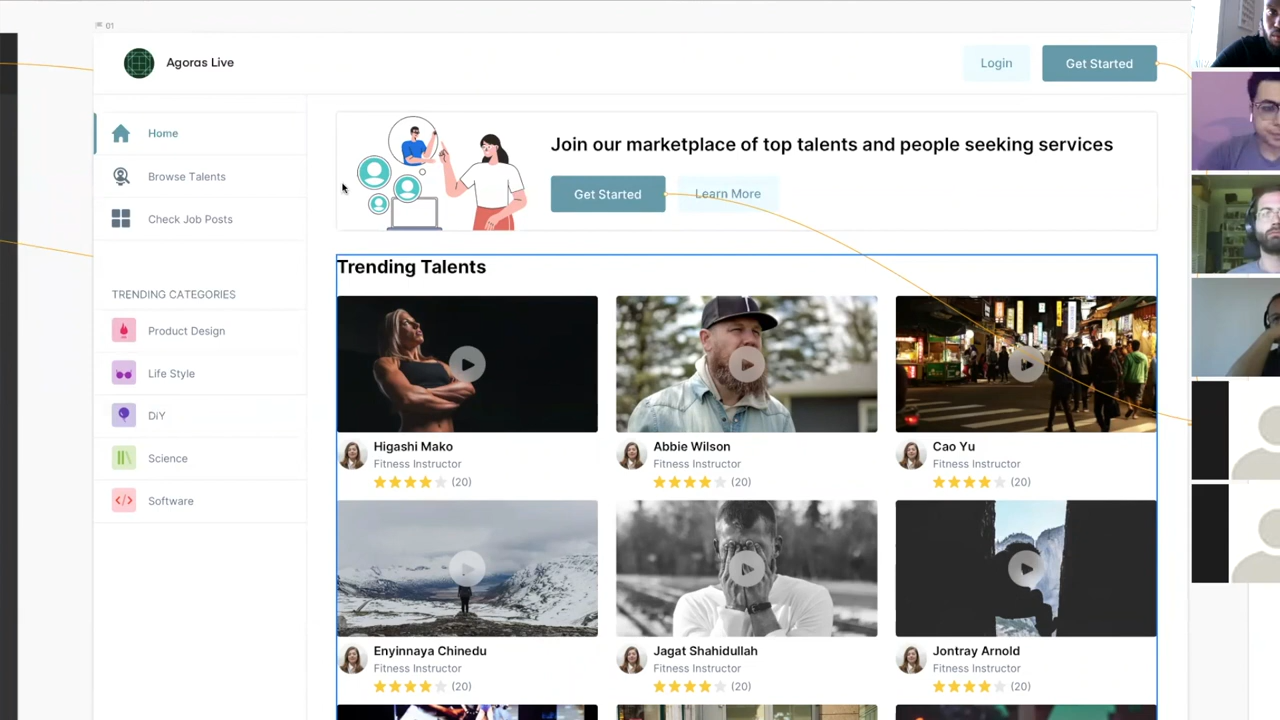 01
Agoras Live
Login
Get Started
Home
Browse Talents
Check Job Posts
TRENDING CATEGORIES
Product Design
Life Style
DiY
Science
Software
Join our marketplace of top talents and people seeking services
Get Started
Learn More
Trending Talents
Higashi Mako
Fitness Instructor
(20)
Abbie Wilson
Fitness Instructor
(20)
Cao Yu
Fitness Instructor
(20)
Enyinnaya Chinedu
Fitness Instructor
(20)
Jagat Shahidullah
Fitness Instructor
(20)
Jontray Arnold
Fitness Instructor
(20)